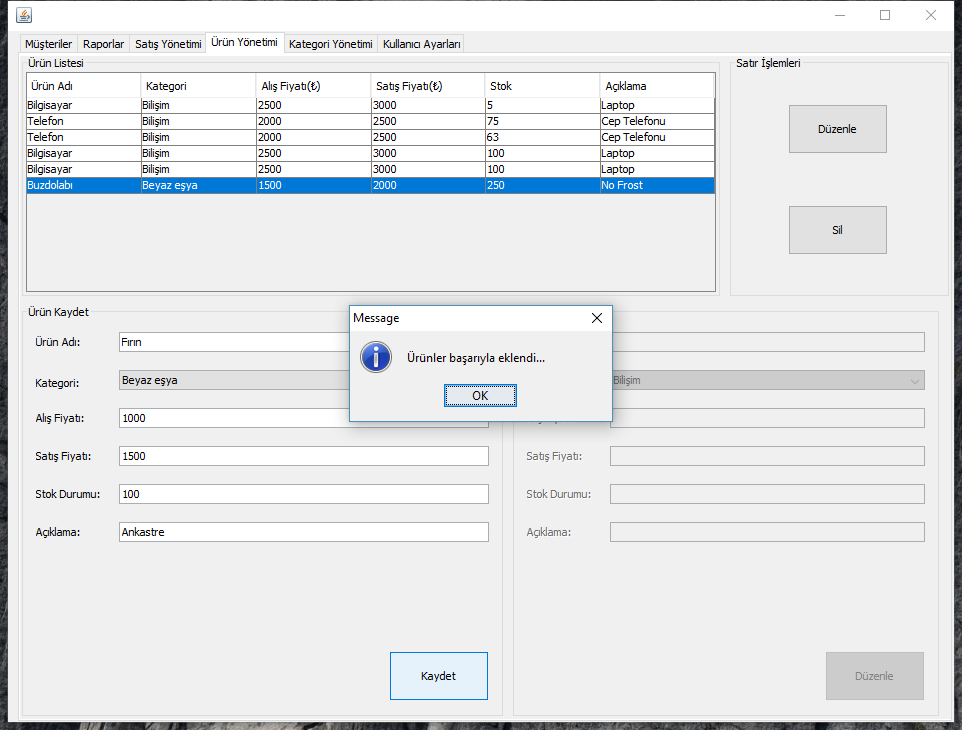 Müşteriler Raporlar Satış Yönetimi Ürün Yönetimi Kategori Yönetimi Kullanıcı Ayarları
Ürün Listesi
Ürün Adı Kategori Alış Fiyatı(₺) Satış Fiyatı(₺) Stok Açıklama
Bilgisayar Bilişim 2500 3000 5 Laptop
Telefon Bilişim 2000 2500 75 Cep Telefonu
Telefon Bilişim 2000 2500 63 Cep Telefonu
Bilgisayar Bilişim 2500 3000 100 Laptop
Bilgisayar Bilişim 2500 3000 100 Laptop
Buzdolabı Beyaz eşya 1500 2000 250 No Frost
Satır İşlemleri
Düzenle
Sil
Ürün Kaydet
Ürün Adı: Fırın
Kategori: Beyaz eşya
Alış Fiyatı: 1000
Satış Fiyatı: 1500
Stok Durumu: 100
Açıklama: Ankastre
Kaydet
Message
Ürünler başarıyla eklendi...
OK
Bilişim
Satış Fiyatı:
Stok Durumu:
Açıklama:
Düzenle